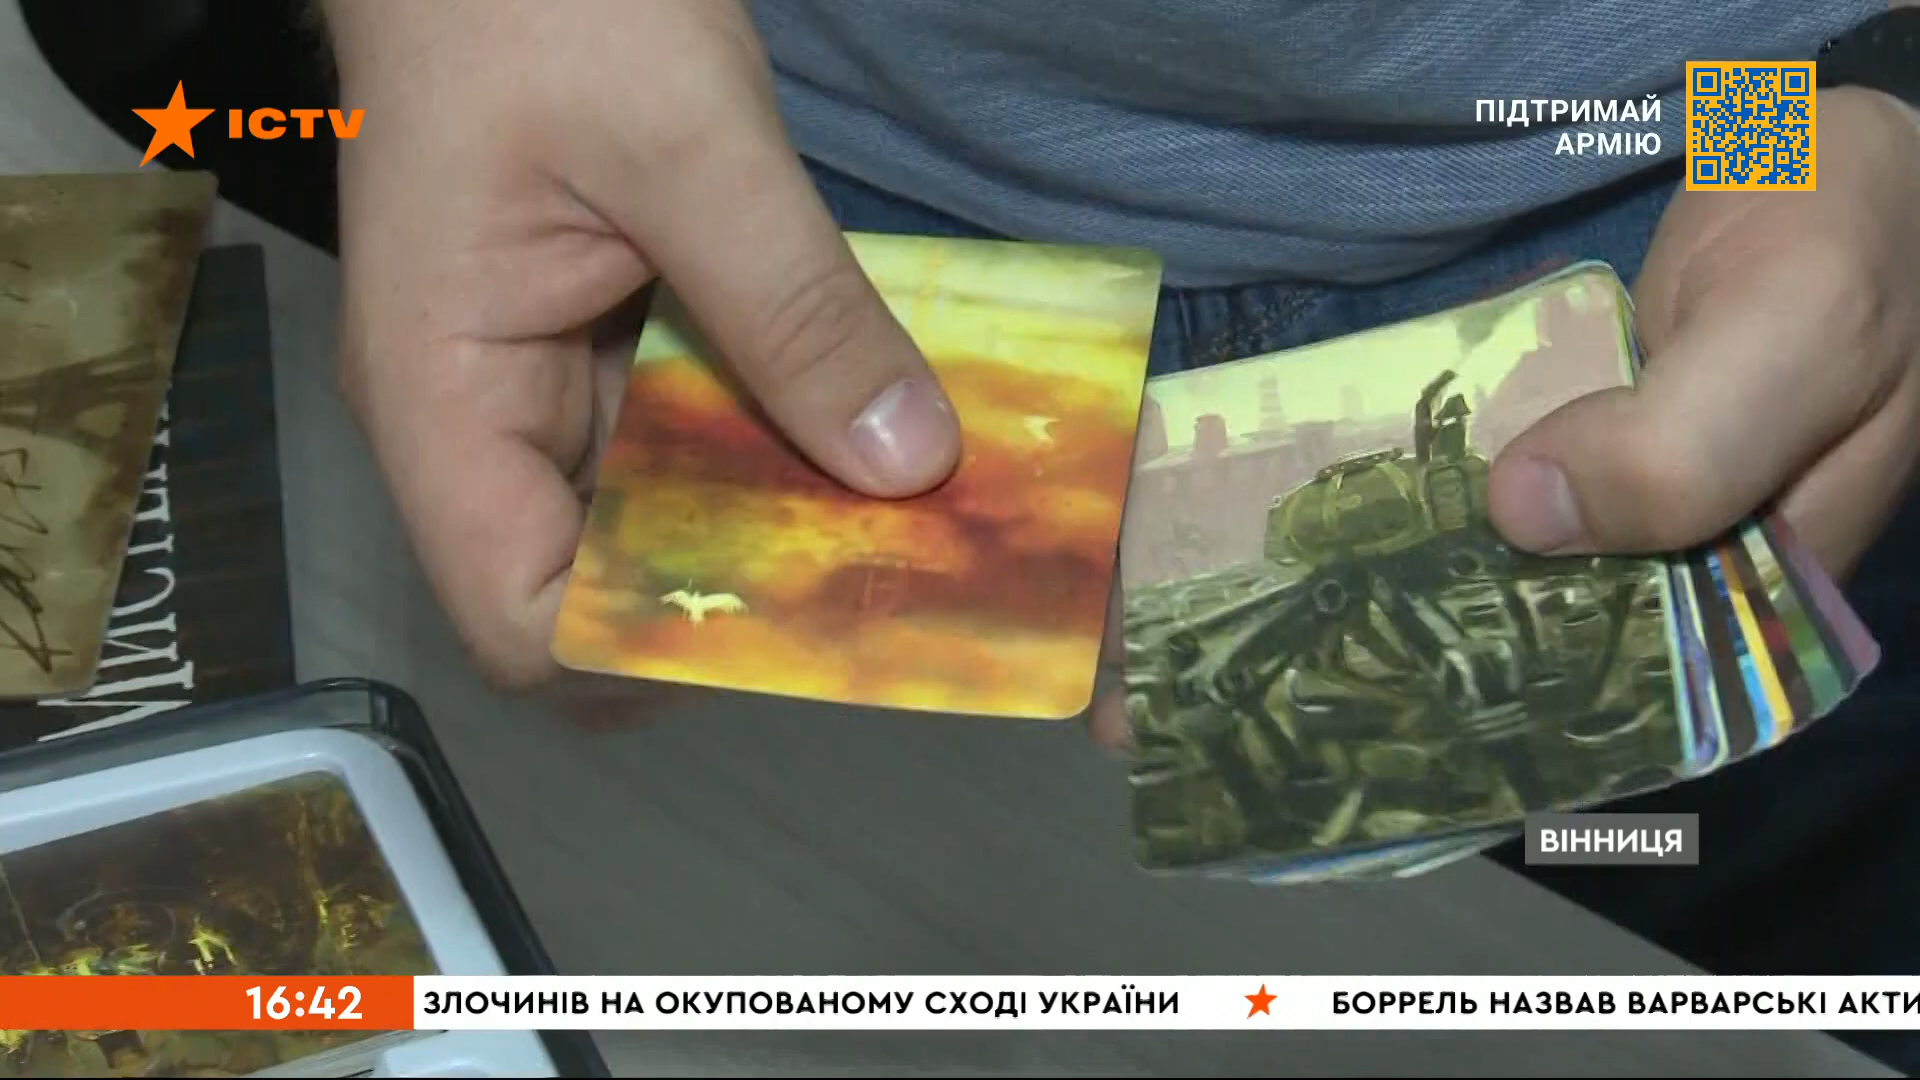 ICTV
ПІДТРИМАЙ
АРМІЮ
ВІННИЦЯ
16:42
ЗЛОЧИНІВ НА ОКУПОВАНОМУ СХОДІ УКРАЇНИ
БОРРЕЛЬ НАЗВАВ ВАРВАРСЬКІ АКТИ